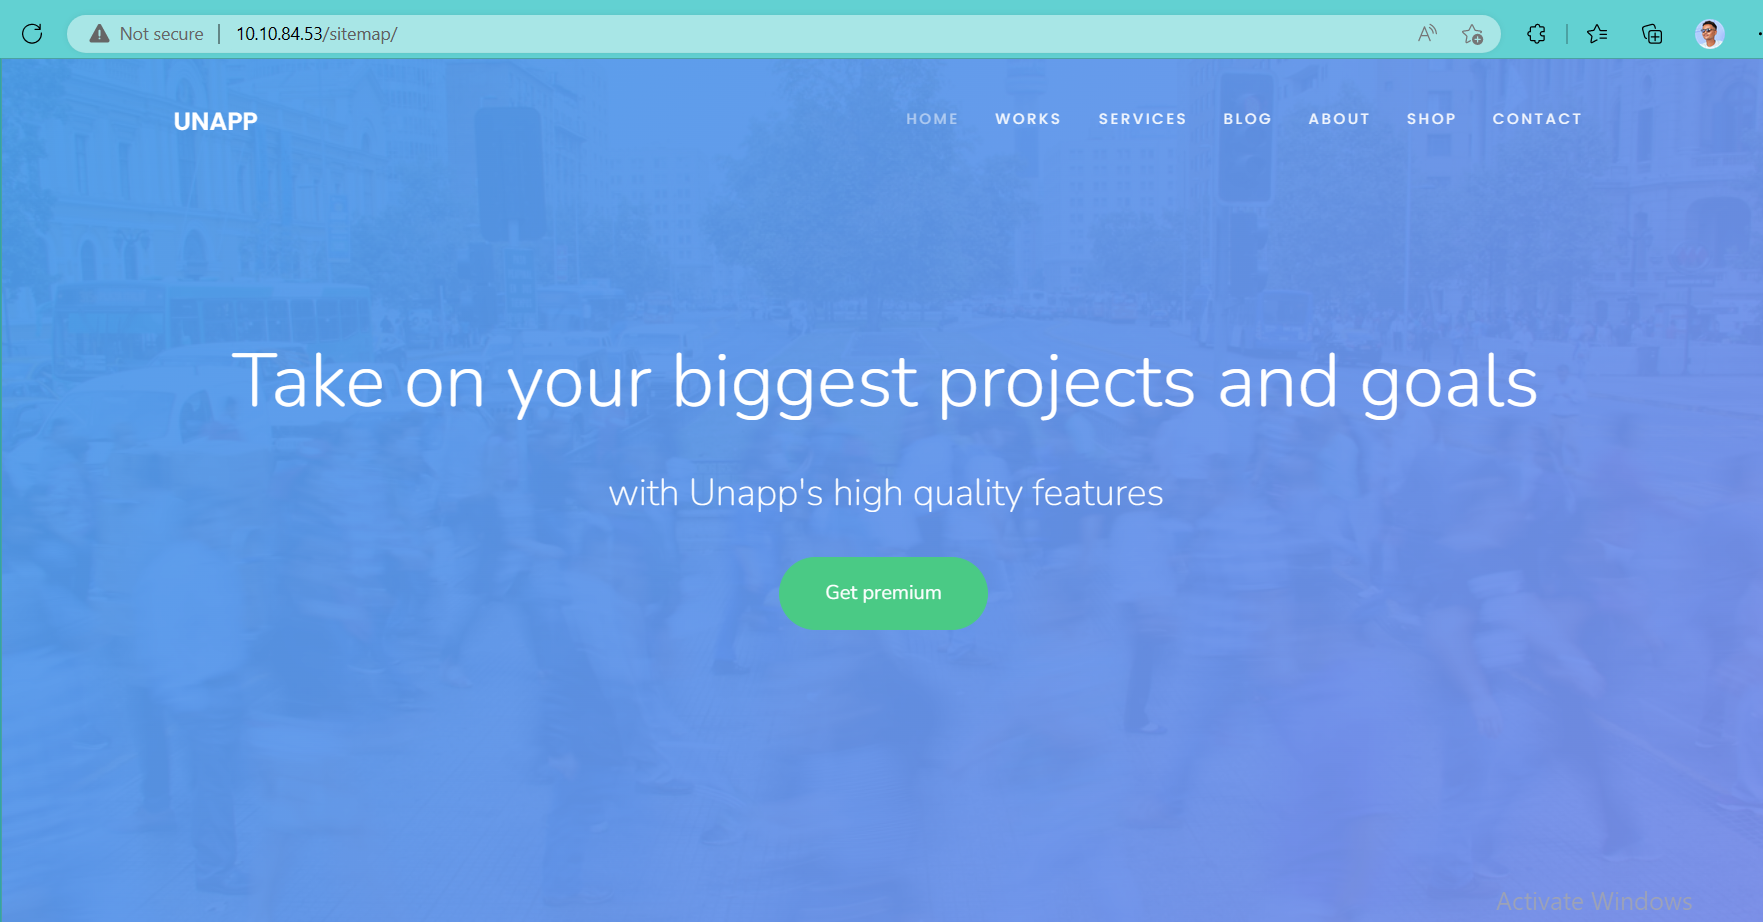 Not secure 10.10.84.53/sitemap/
UNAPP
HOME WORKS SERVICES BLOG ABOUT SHOP CONTACT
Take on your biggest projects and goals
with Unapp's high quality features
Get premium
Activate Windows